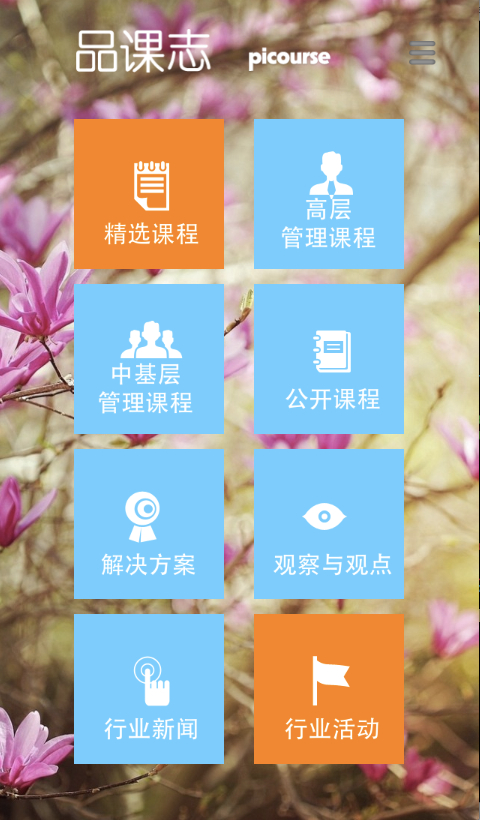 品课志 picourse
精选课程
高层
管理课程
中基层
管理课程
公开课程
解决方案
观察与观点
行业新闻
行业活动